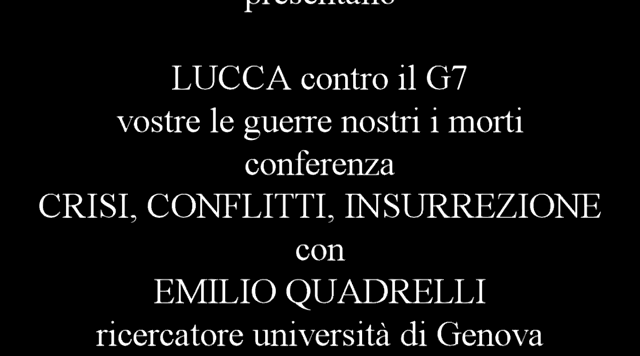 presentano
LUCCA contro il G7
vostre le guerre nostri i morti
conferenza
CRISI, CONFLITTI, INSURREZIONE
con
EMILIO QUADRELLI
ricercatore università di Genova